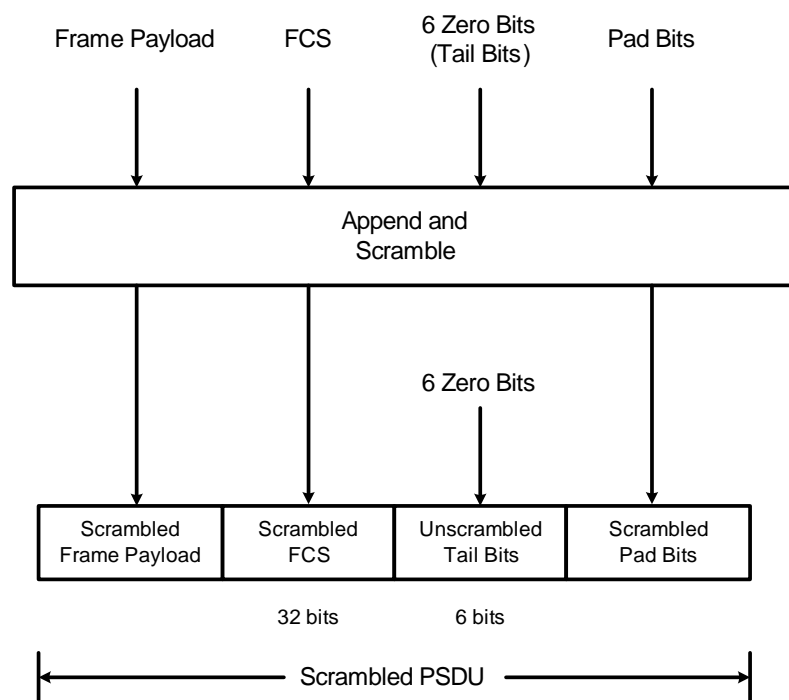 Frame Payload
FCS
6 Zero Bits
(Tail Bits)
Pad Bits
Append and
Scramble
6 Zero Bits
Scrambled
Frame Payload
Scrambled
FCS
Unscrambled
Tail Bits
Scrambled
Pad Bits
32 bits
6 bits
Scrambled PSDU